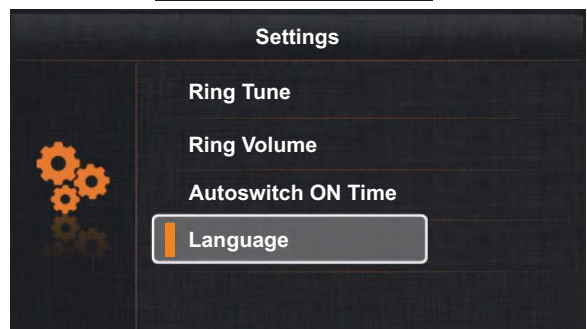 Settings
Ring Tune
Ring Volume
Autoswitch ON Time
Language